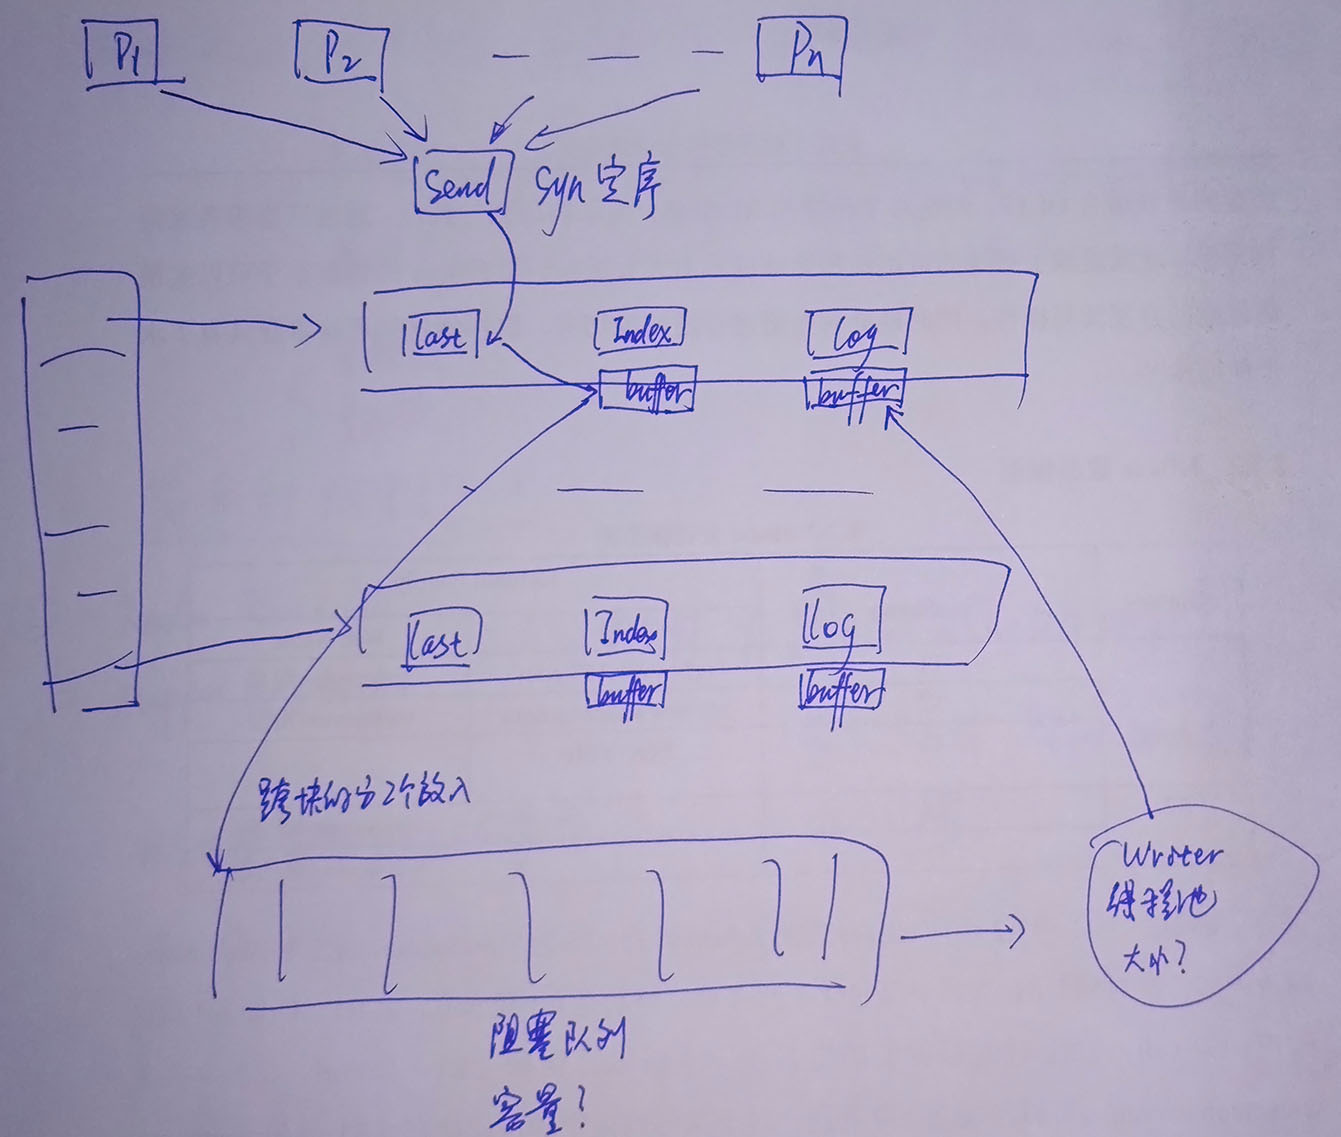 P1
P2
Pn
Send
Syn 定序
last
Index
log
buffer
buffer
last
Index
log
buffer
buffer
跨块的分2个放入
Writer
线程池
大小?
阻塞队列
容量?